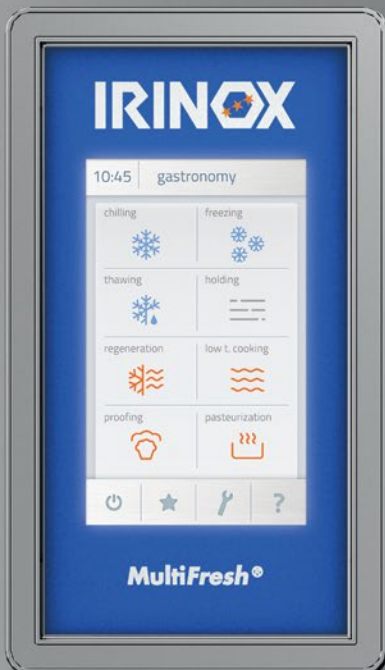 IRINOX
10:45 gastronomy
chilling freezing
thawing holding
regeneration low t. cooking
proofing pasteurization
?
MultiFresh®